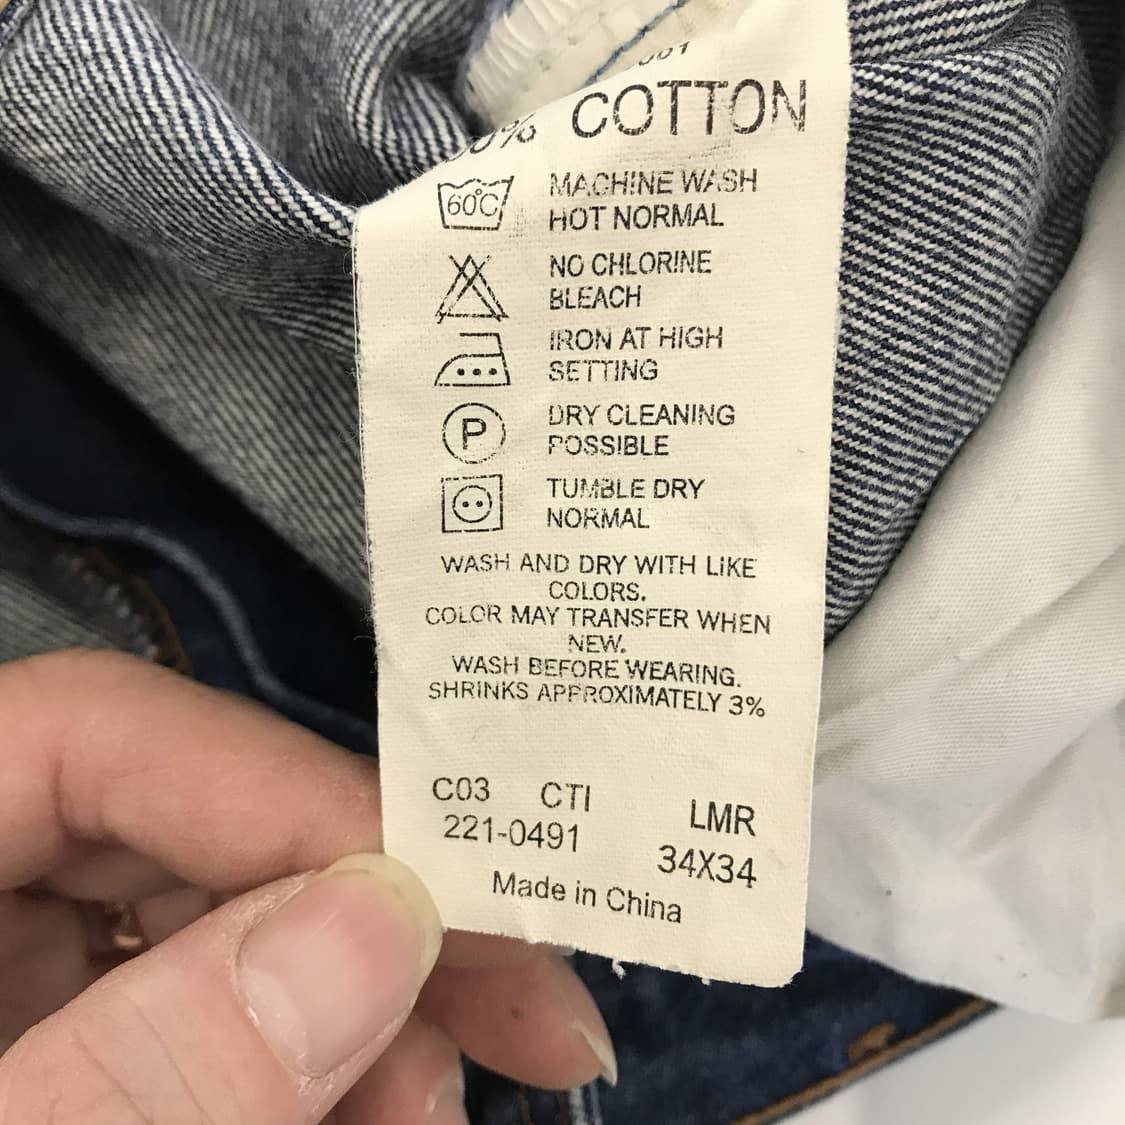 COTTON
60°C MACHINE WASH
HOT NORMAL
NO CHLORINE
BLEACH
IRON AT HIGH
SETTING
P DRY CLEANING
POSSIBLE
TUMBLE DRY
NORMAL
WASH AND DRY WITH LIKE
COLORS.
COLOR MAY TRANSFER WHEN
NEW.
WASH BEFORE WEARING.
SHRINKS APPROXIMATELY 3%
C03 CTI LMR
221-0491 34X34
Made in China